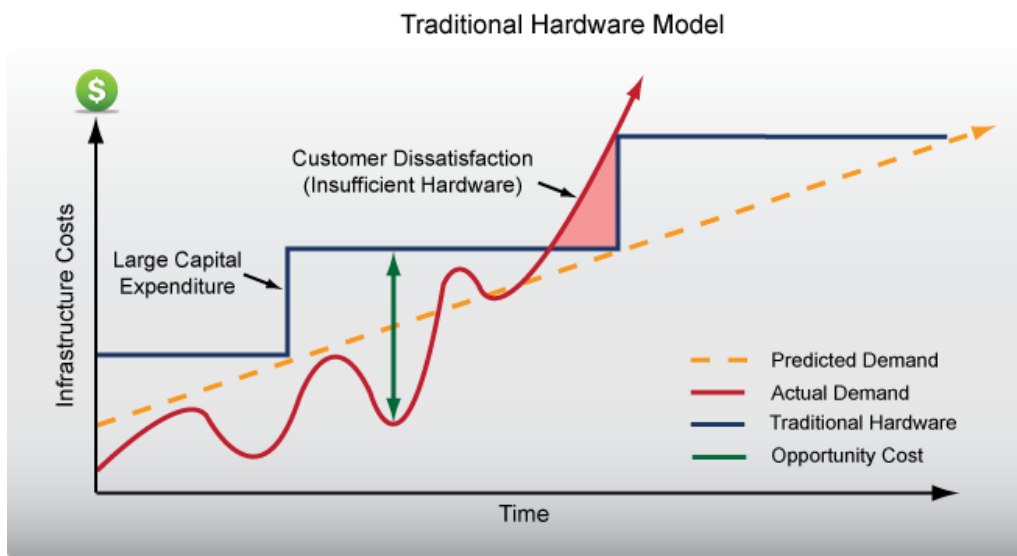 Traditional Hardware Model
$
Customer Dissatisfaction
(Insufficient Hardware)
Large Capital
Expenditure
Infrastructure Costs
Predicted Demand
Actual Demand
Traditional Hardware
Opportunity Cost
Time